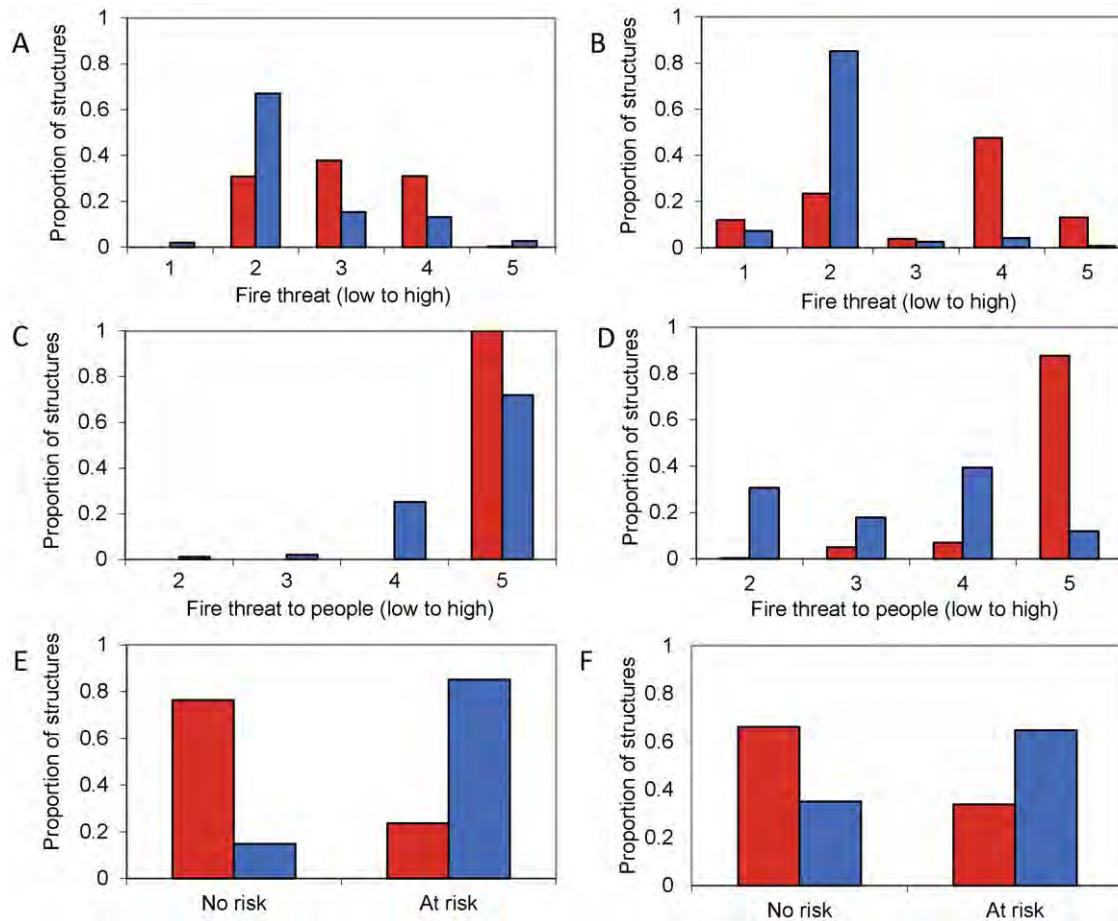 A
Proportion of structures
1
0.8
0.6
0.4
0.2
0
1 2 3 4 5
Fire threat (low to high)
B
Proportion of structures
1
0.8
0.6
0.4
0.2
0
1 2 3 4 5
Fire threat (low to high)
C
Proportion of structures
1
0.8
0.6
0.4
0.2
0
2 3 4 5
Fire threat to people (low to high)
D
Proportion of structures
1
0.8
0.6
0.4
0.2
0
2 3 4 5
Fire threat to people (low to high)
E
Proportion of structures
1
0.8
0.6
0.4
0.2
0
No risk At risk
F
Proportion of structures
1
0.8
0.6
0.4
0.2
0
No risk At risk